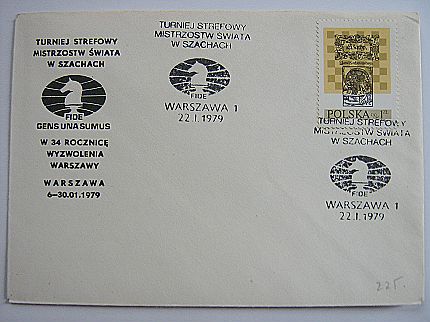 TURNIEJ STREFOWY
MISTRZOSTW ŚWIATA
W SZACHACH
FIDE
GENS UNA SUMUS
W 34 ROCZNICĘ
WYZWOLENIA
WARSZAWY
WARSZAWA
6–30.01.1979
TURNIEJ STREFOWY
MISTRZOSTW ŚWIATA
W SZACHACH
FIDE
WARSZAWA 1
22.I.1979
POLSKA
TURNIEJ STREFOWY
MISTRZOSTW ŚWIATA
W SZACHACH
FIDE
WARSZAWA 1
22.I.1979
225.